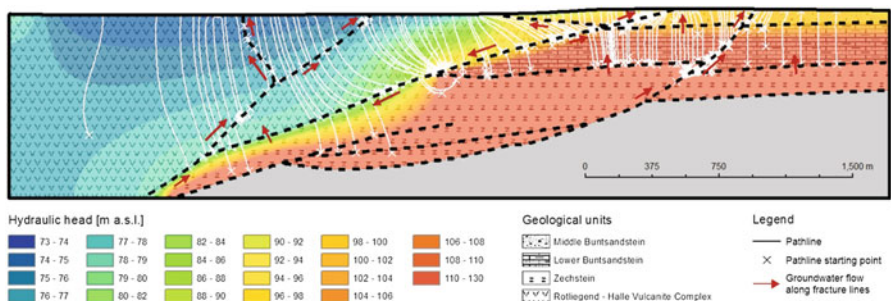 0 375 750 1,500 m
Hydraulic head [m a.s.l.]
73 - 74 77 - 78 82 - 84 90 - 92 98 - 100 106 - 108
74 - 75 78 - 79 84 - 86 92 - 94 100 - 102 108 - 110
75 - 76 79 - 80 86 - 88 94 - 96 102 - 104 110 - 130
76 - 77 80 - 82 88 - 90 96 - 98 104 - 106
Geological units
Middle Buntsandstein
Lower Buntsandstein
Zechstein
Rotliegend - Halle Vulcanite Complex
Legend
Pathline
Pathline starting point
Groundwater flow
along fracture lines